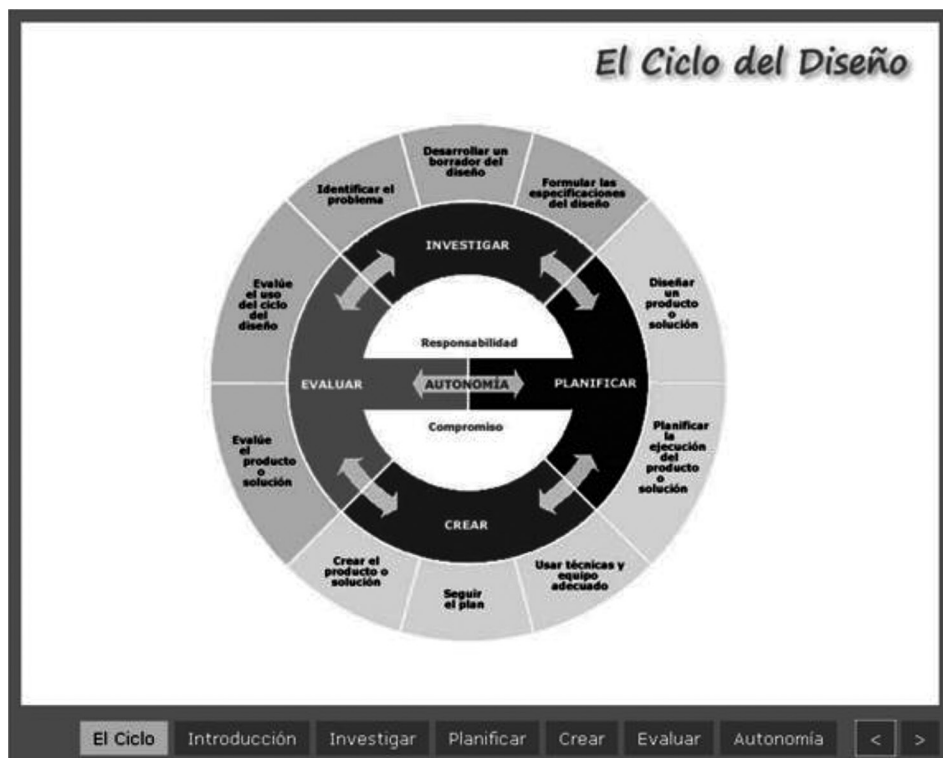 El Ciclo del Diseño
Desarrollar un
borrador del
diseño
Identificar el
problema
Formular las
especificaciones
del diseño
INVESTIGAR
Evalúe
el uso
del ciclo
del
diseño
Diseñar
un
producto
o
solución
Responsabilidad
EVALUAR
AUTONOMÍA
PLANIFICAR
Compromiso
Evalúe
el
producto
o
solución
Planificar
la
ejecución
del
producto
o
solución
CREAR
Crear el
producto o
solución
Seguir
el plan
Usar técnicas y
equipo
adecuado
El Ciclo Introducción Investigar Planificar Crear Evaluar Autonomía < >